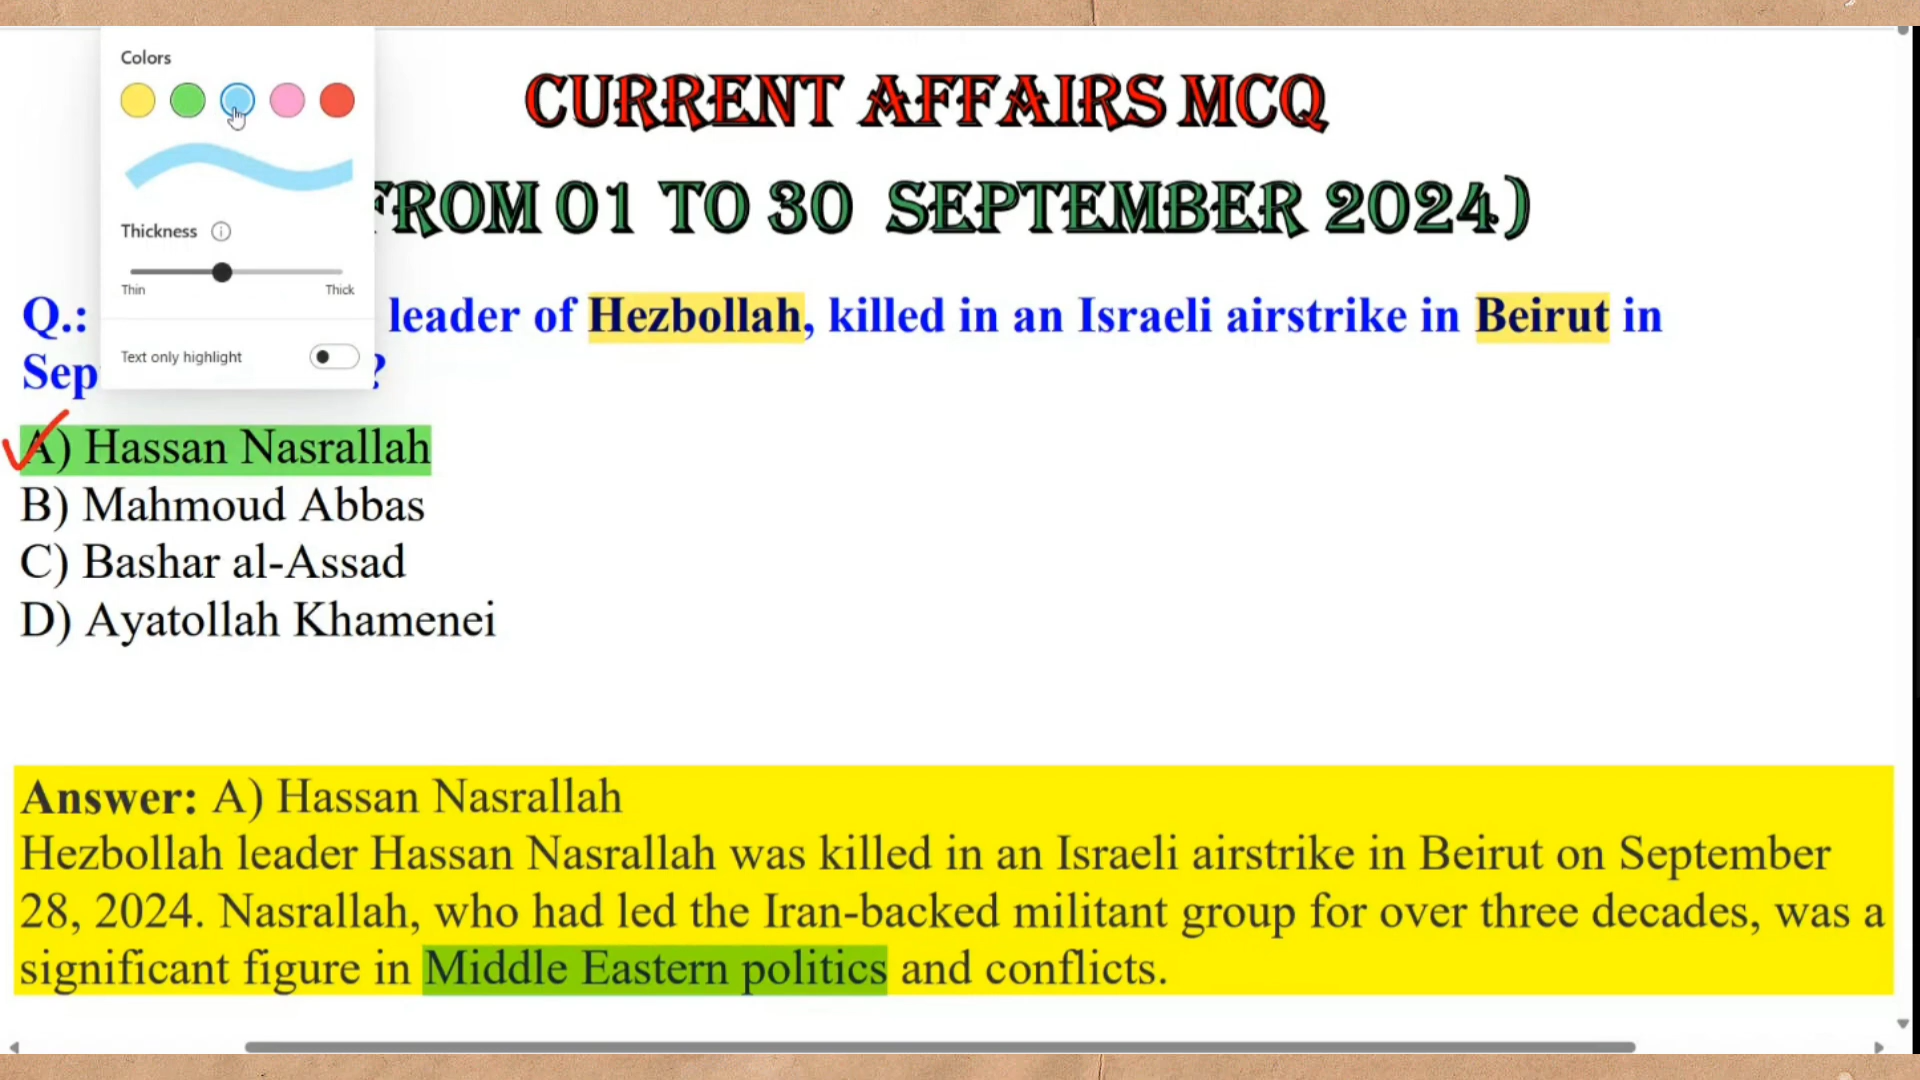 Colors
CURRENT AFFAIRS MCQ
FROM 01 TO 30 SEPTEMBER 2024)
Thickness
Thin Thick
Q.: leader of Hezbollah, killed in an Israeli airstrike in Beirut in
Sep ?
Text only highlight
A) Hassan Nasrallah
B) Mahmoud Abbas
C) Bashar al-Assad
D) Ayatollah Khamenei
Answer: A) Hassan Nasrallah
Hezbollah leader Hassan Nasrallah was killed in an Israeli airstrike in Beirut on September
28, 2024. Nasrallah, who had led the Iran-backed militant group for over three decades, was a
significant figure in Middle Eastern politics and conflicts.